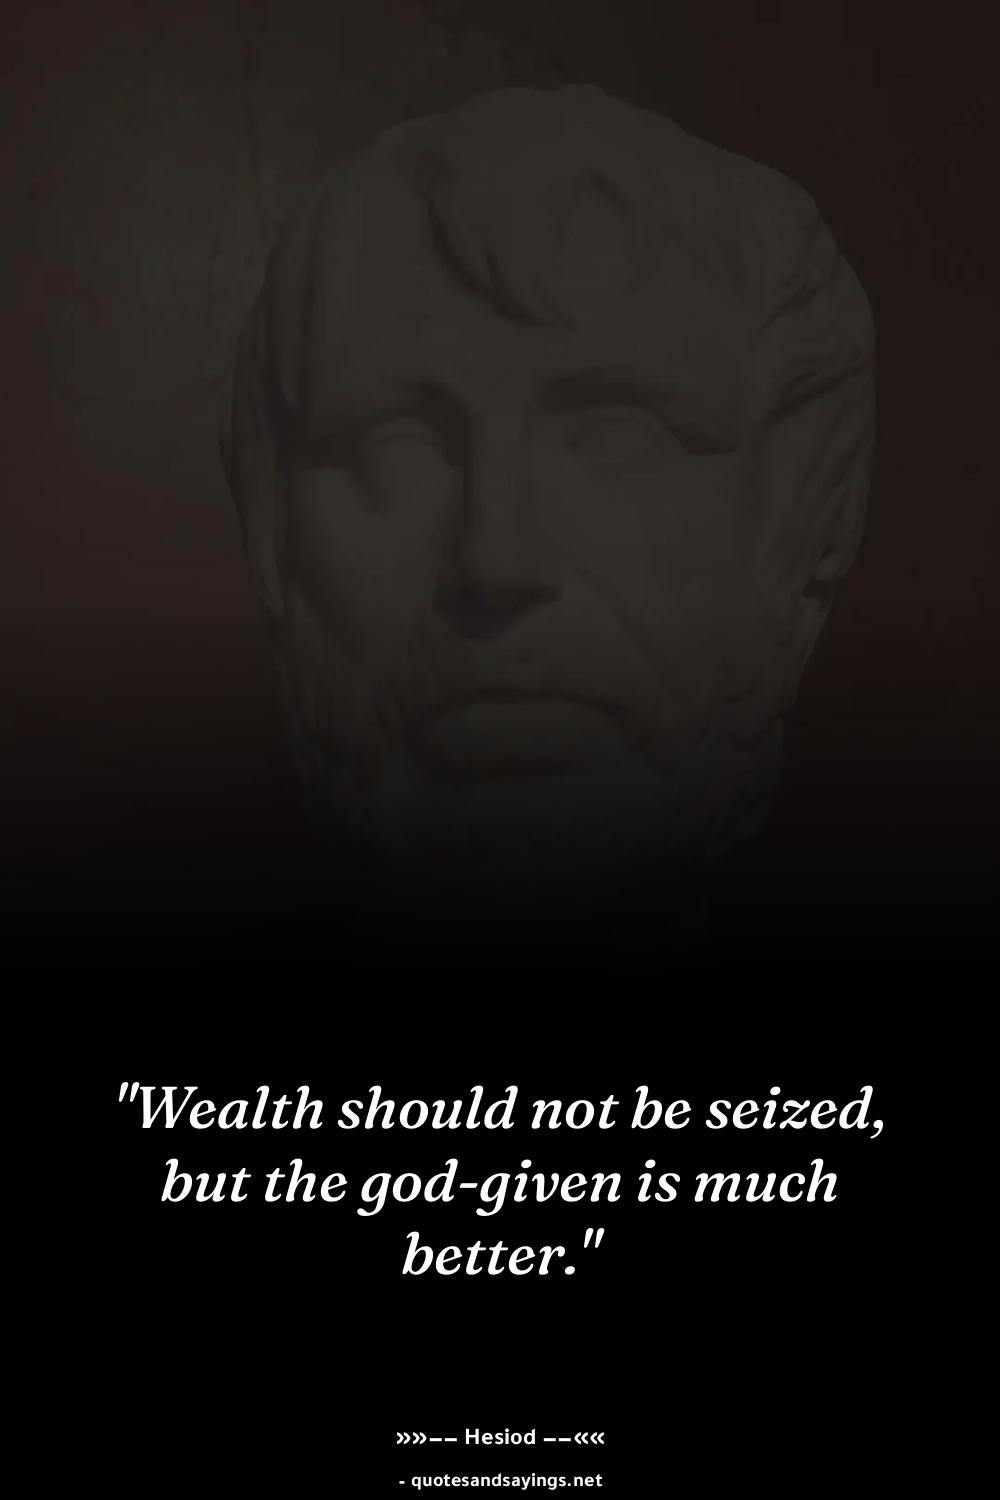 "Wealth should not be seized,
but the god-given is much
better."
»»−− Hesiod −−««
- quotesandsayings.net